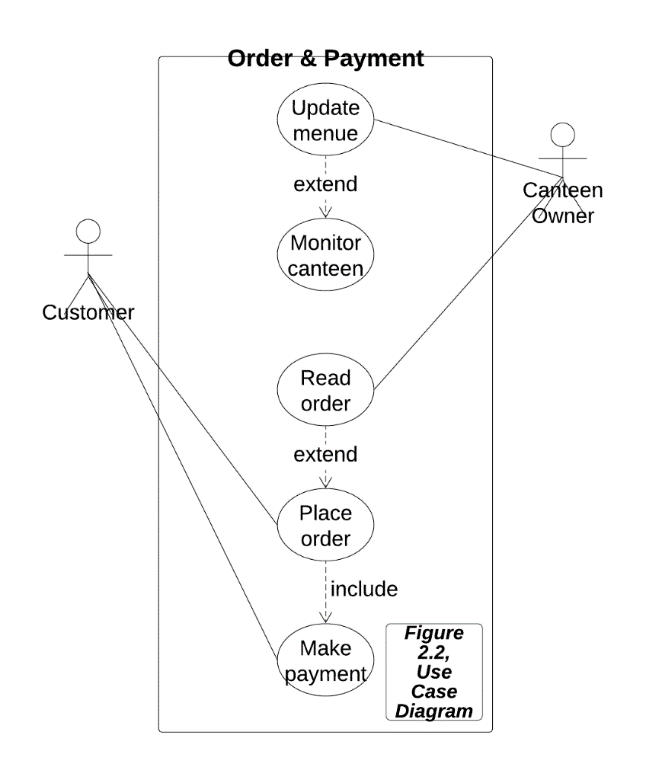 Order & Payment
Update
menue
extend
Canteen
Owner
Monitor
canteen
Customer
Read
order
extend
Place
order
include
Make
payment
Figure
2.2,
Use
Case
Diagram